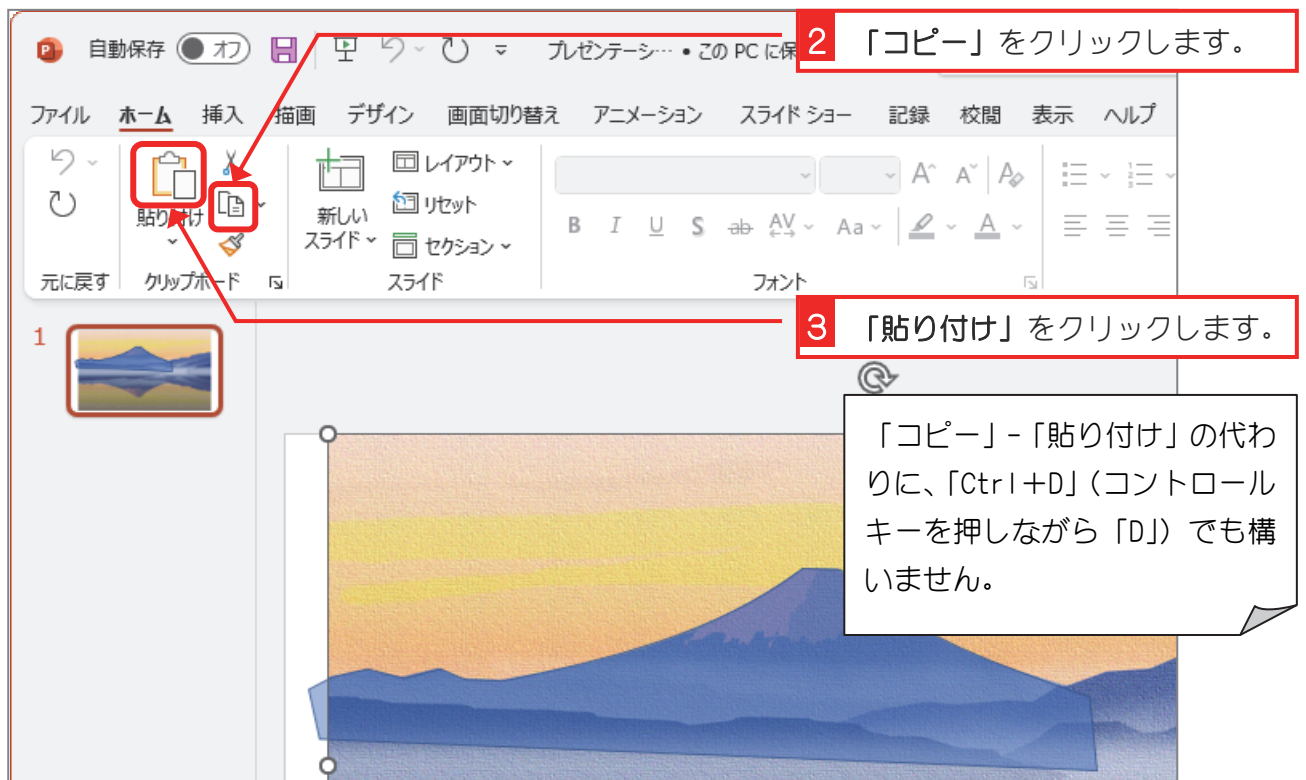 自動保存 オフ プレゼンテーシ… • この PC に保
2 「コピー」をクリックします。
ファイル ホーム 挿入 描画 デザイン 画面切り替え アニメーション スライド ショー 記録 校閲 表示 ヘルプ
貼り付け
新しい
スライド
レイアウト
リセット
セクション
B I U S ab AV Aa A
元に戻す クリップボード スライド フォント
1
3 「貼り付け」をクリックします。
「コピー」-「貼り付け」の代わ
りに、「Ctrl+D」(コントロール
キーを押しながら「D」)でも構
いません。